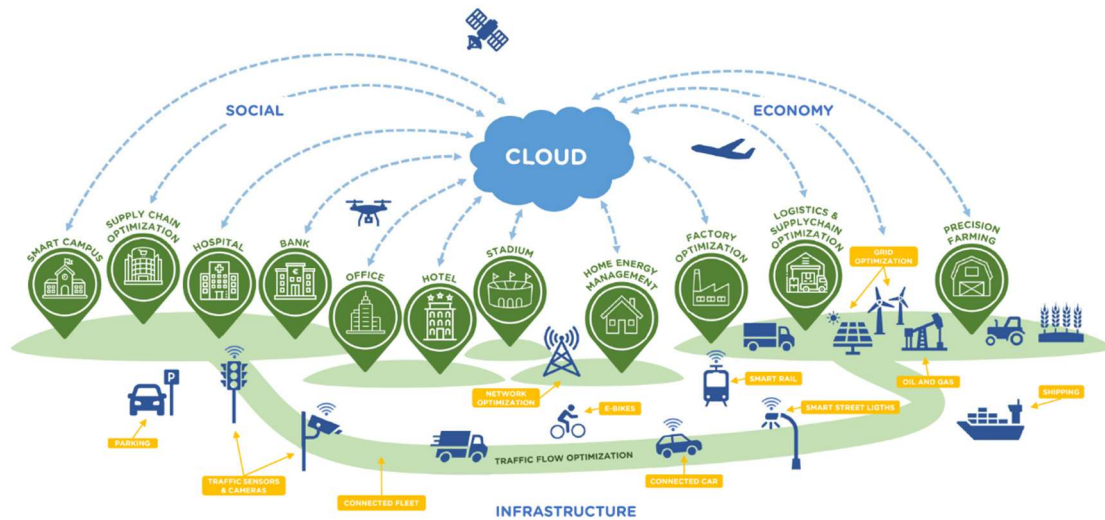 SOCIAL
ECONOMY
CLOUD
SMART CAMPUS
SUPPLY CHAIN
OPTIMIZATION
HOSPITAL
BANK
OFFICE
HOTEL
STADIUM
HOME ENERGY
MANAGEMENT
FACTORY
OPTIMIZATION
LOGISTICS &
SUPPLYCHAIN
OPTIMIZATION
GRID
OPTIMIZATION
PRECISION
FARMING
P
PARKING
TRAFFIC SENSORS
& CAMERAS
CONNECTED FLEET
NETWORK
OPTIMIZATION
E-BIKES
TRAFFIC FLOW OPTIMIZATION
CONNECTED CAR
SMART RAIL
SMART STREET LIGTHS
OIL AND GAS
SHIPPING
INFRASTRUCTURE